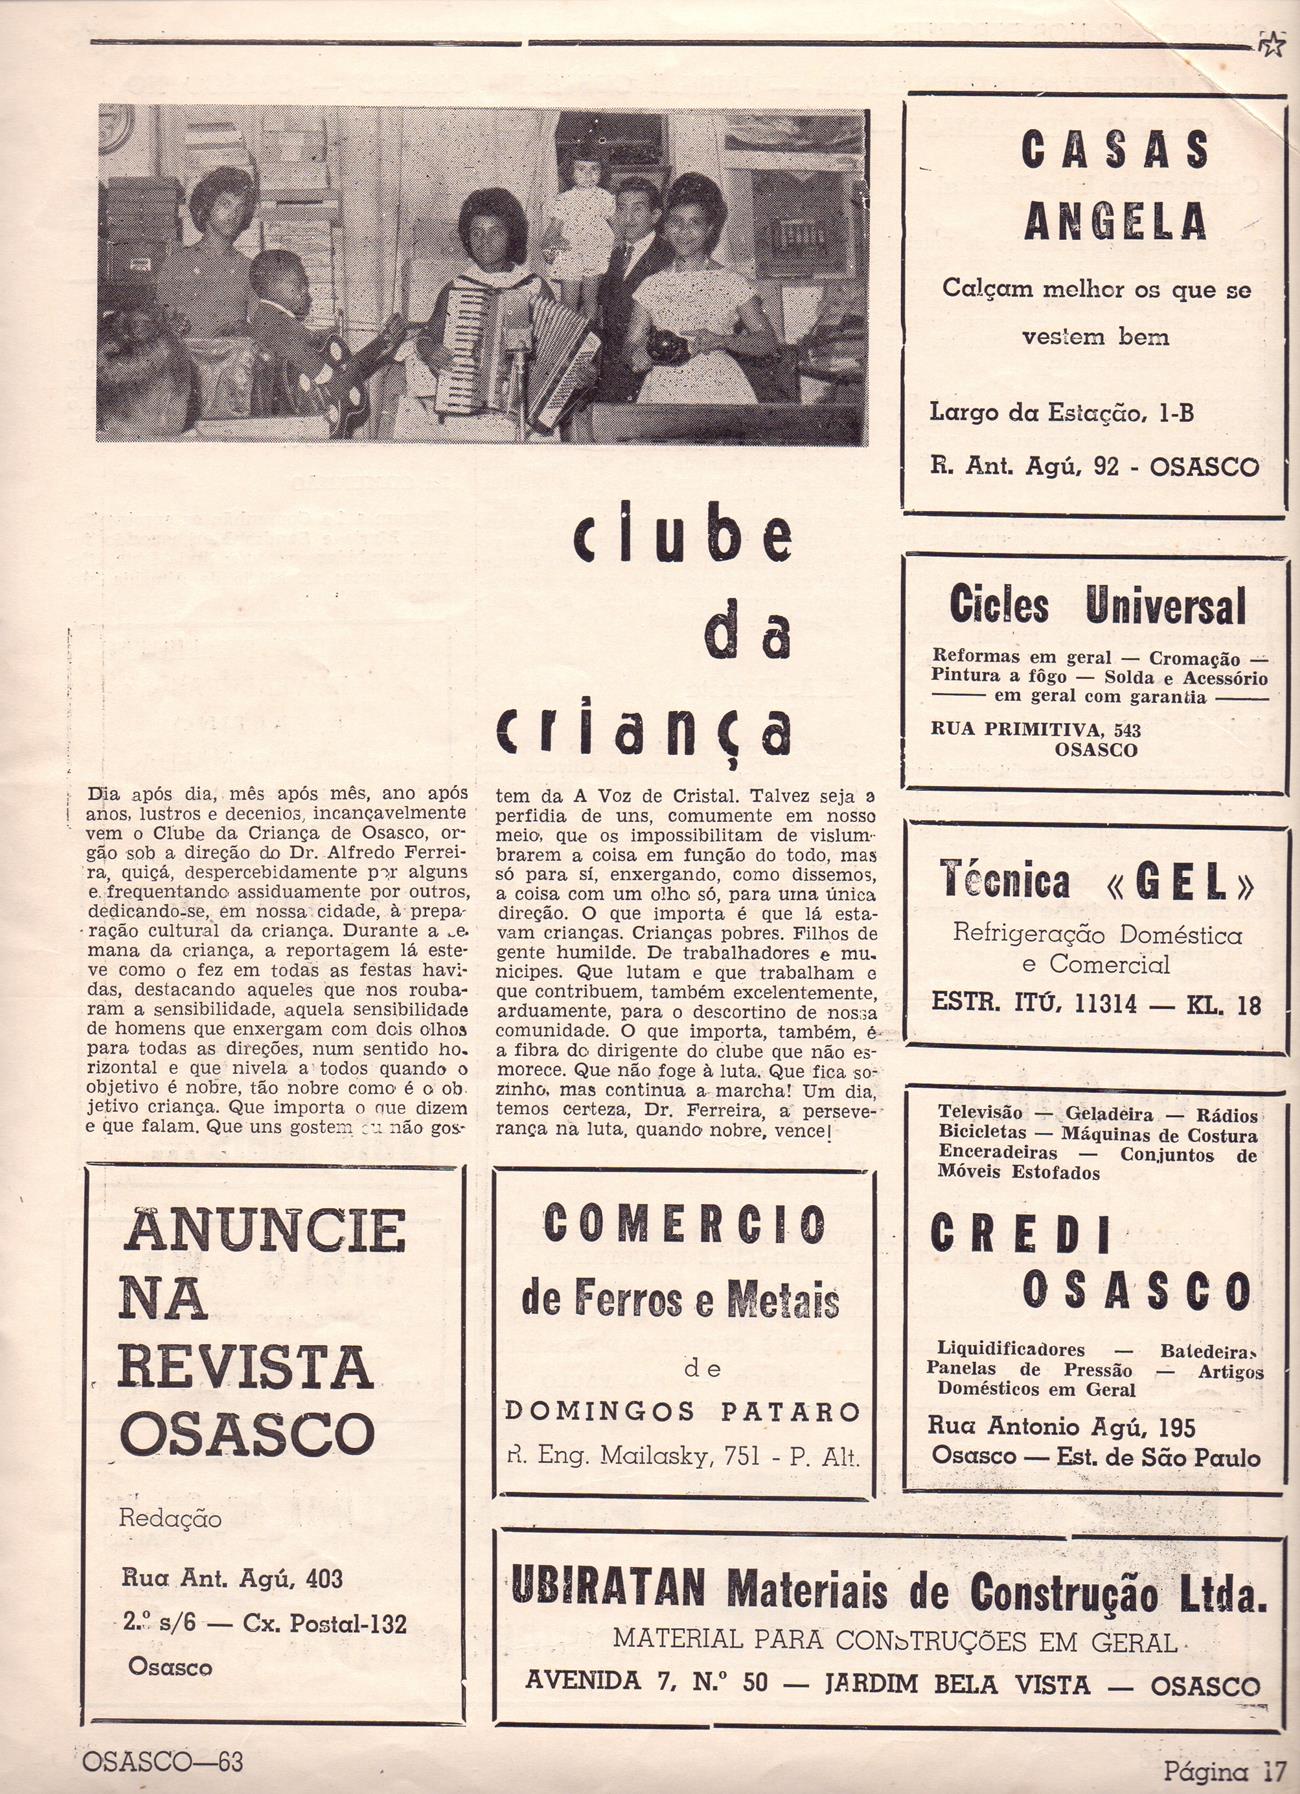 clube
da
criança
Dia após dia, mês após mês, ano após
anos, lustros e decenios, incançavelmente
vem o Clube da Criança de Osasco, or-
gão sob a direção do Dr. Alfredo Ferrei-
ra, quiçá, despercebidamente por alguns
e frequentando assiduamente por outros,
dedicando-se, em nossa cidade, à prepa-
ração cultural da criança. Durante a se-
mana da criança, a reportagem lá este-
ve como o fez em todas as festas havi-
das, destacando aqueles que nos rouba-
ram a sensibilidade, aquela sensibilidade
de homens que enxergam com dois olhos
para todas as direções, num sentido ho-
rizontal e que nivela a todos quando o
objetivo é nobre, tão nobre como é o ob-
jetivo criança. Que importa o que dizem
e que falam. Que uns gostem ou não gos-
tem da A Voz de Cristal. Talvez seja a
perfidia de uns, comumente em nosso
meio, que os impossibilitam de vislum-
brarem a coisa em função do todo, mas
só para sí, enxergando, como dissemos,
a coisa com um olho só, para uma única
direção. O que importa é que lá esta-
vam crianças. Crianças pobres. Filhos de
gente humilde. De trabalhadores e mu-
nicipes. Que lutam e que trabalham e
que contribuem, também excelentemente,
arduamente, para o descortino de nossa
comunidade. O que importa, também, é
a fibra do dirigente do clube que não es-
morece. Que não foge à luta. Que fica so-
zinho, mas continua a marcha! Um dia,
temos certeza, Dr. Ferreira, a perseve-
rança na luta, quando nobre, vence!
CASAS
ANGELA
Calçam melhor os que se
vestem bem
Largo da Estação, 1-B
R. Ant. Agú, 92 - OSASCO
Cicles Universal
Reformas em geral — Cromação —
Pintura a fôgo — Solda e Acessório
—— em geral com garantia ——
RUA PRIMITIVA, 543
OSASCO
Técnica «GEL»
Refrigeração Doméstica
e Comercial
ESTR. ITÚ, 11314 — KL. 18
Televisão — Geladeira — Rádios
Bicicletas — Máquinas de Costura
Enceradeiras — Conjuntos de
Móveis Estofados
CREDI
OSASCO
Liquidificadores — Batedeiras
Panelas de Pressão — Artigos
Domésticos em Geral
Rua Antonio Agú, 195
Osasco — Est. de São Paulo
ANUNCIE
NA
REVISTA
OSASCO
Redação
Rua Ant. Agú, 403
2.º s/6 — Cx. Postal-132
Osasco
COMERCIO
de Ferros e Metais
de
DOMINGOS PATARO
R. Eng. Mailasky, 751 - P. Alt.
UBIRATAN Materiais de Construção Ltda.
MATERIAL PARA CONSTRUÇÕES EM GERAL
AVENIDA 7, N.º 50 — JARDIM BELA VISTA — OSASCO
OSASCO—63
Página 17